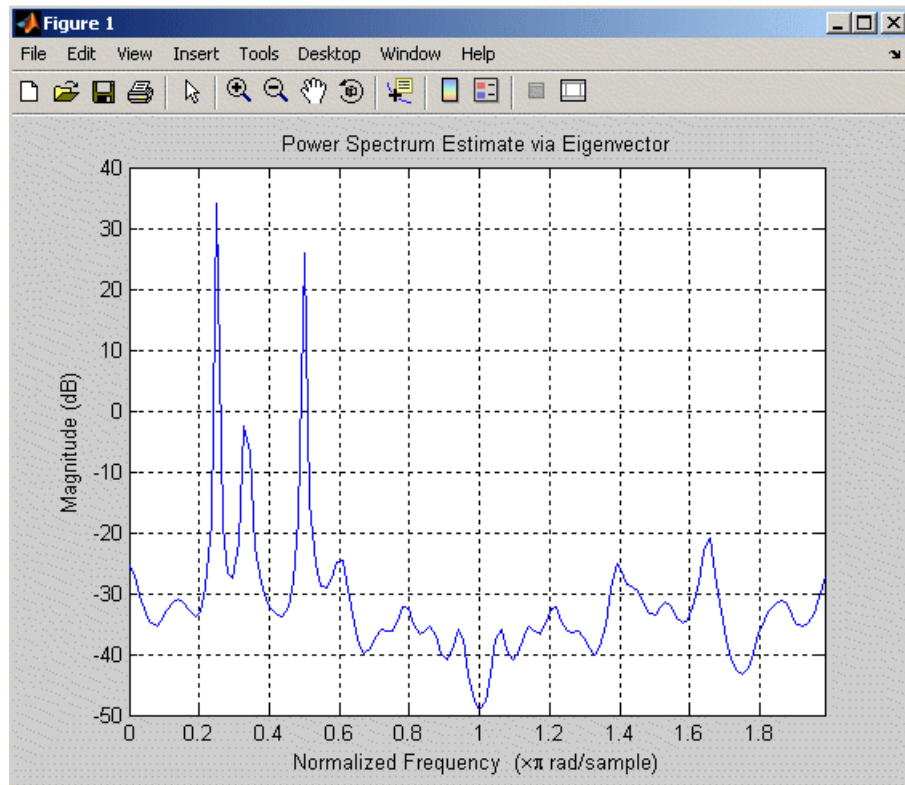 Figure 1
File Edit View Insert Tools Desktop Window Help
Power Spectrum Estimate via Eigenvector
40
30
20
10
0
-10
-20
-30
-40
-50
Magnitude (dB)
0 0.2 0.4 0.6 0.8 1 1.2 1.4 1.6 1.8
Normalized Frequency (×π rad/sample)